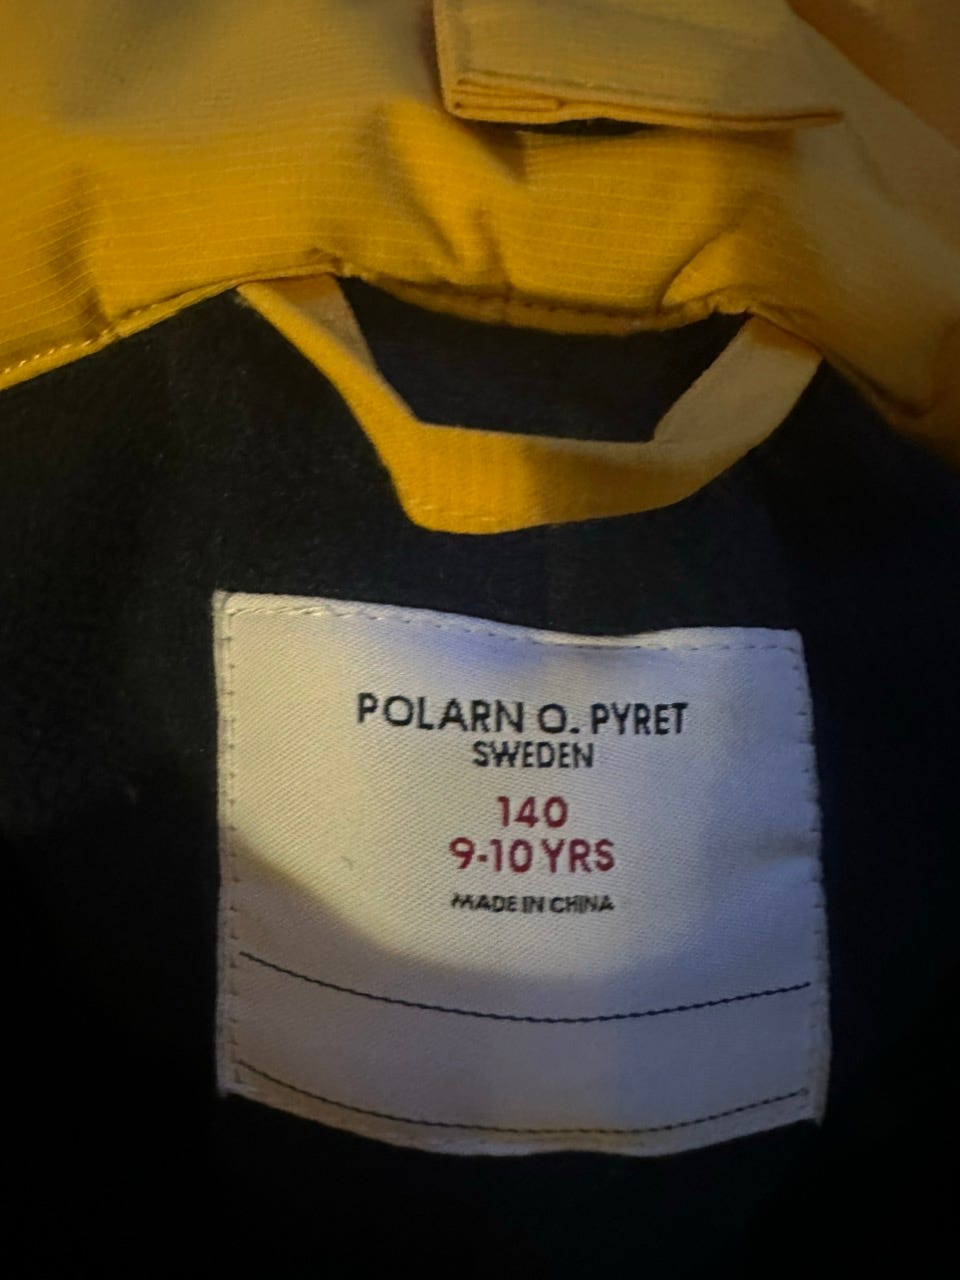 POLARN O. PYRET
SWEDEN
140
9-10 YRS
MADE IN CHINA